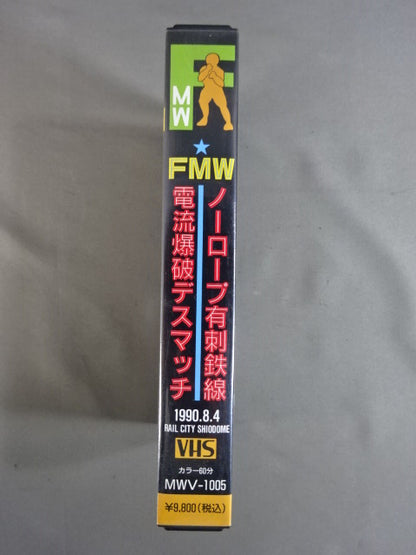 F
MW
FMW
ノーロープ有刺鉄線
電流爆破デスマッチ
1990.8.4
RAIL CITY SHIODOME
VHS
カラー60分
MWV-1005
¥9,800(税込)